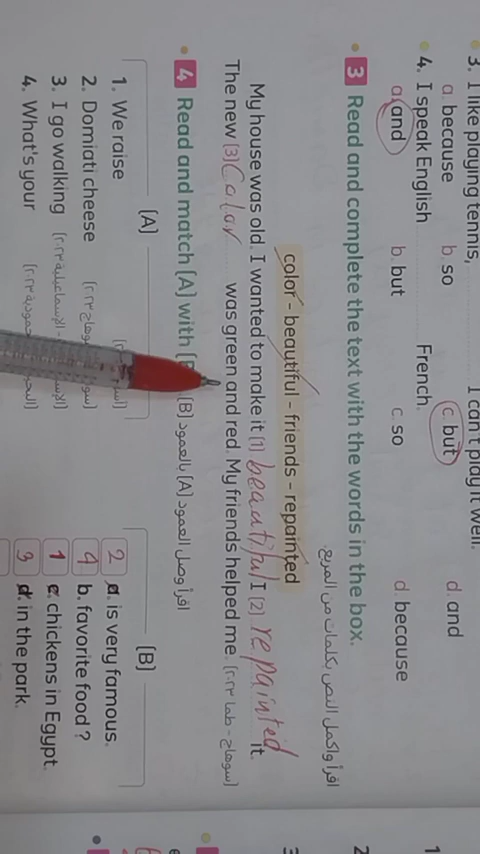 3. I like playing tennis, I can't play it well.
a. because b. so c. but d. and
4. I speak English French.
a. and b. but c. so d. because
3 Read and complete the text with the words in the box.
اقرأ وأكمل النص بكلمات من المربع.
color - beautiful - friends - repainted
My house was old. I wanted to make it (1) beautiful I (2) repainted it.
The new (3) Color was green and red. My friends helped me. (سوهاج - طما ٢٠٢٣)
4 Read and match (A) with اقرأ وصل العمود (A) بالعمود (B)
(A) (B)
1. We raise 2 a. is very famous.
2. Domiati cheese 4 b. favorite food ?
3. I go walking 1 c. chickens in Egypt.
4. What's your 3 d. in the park.